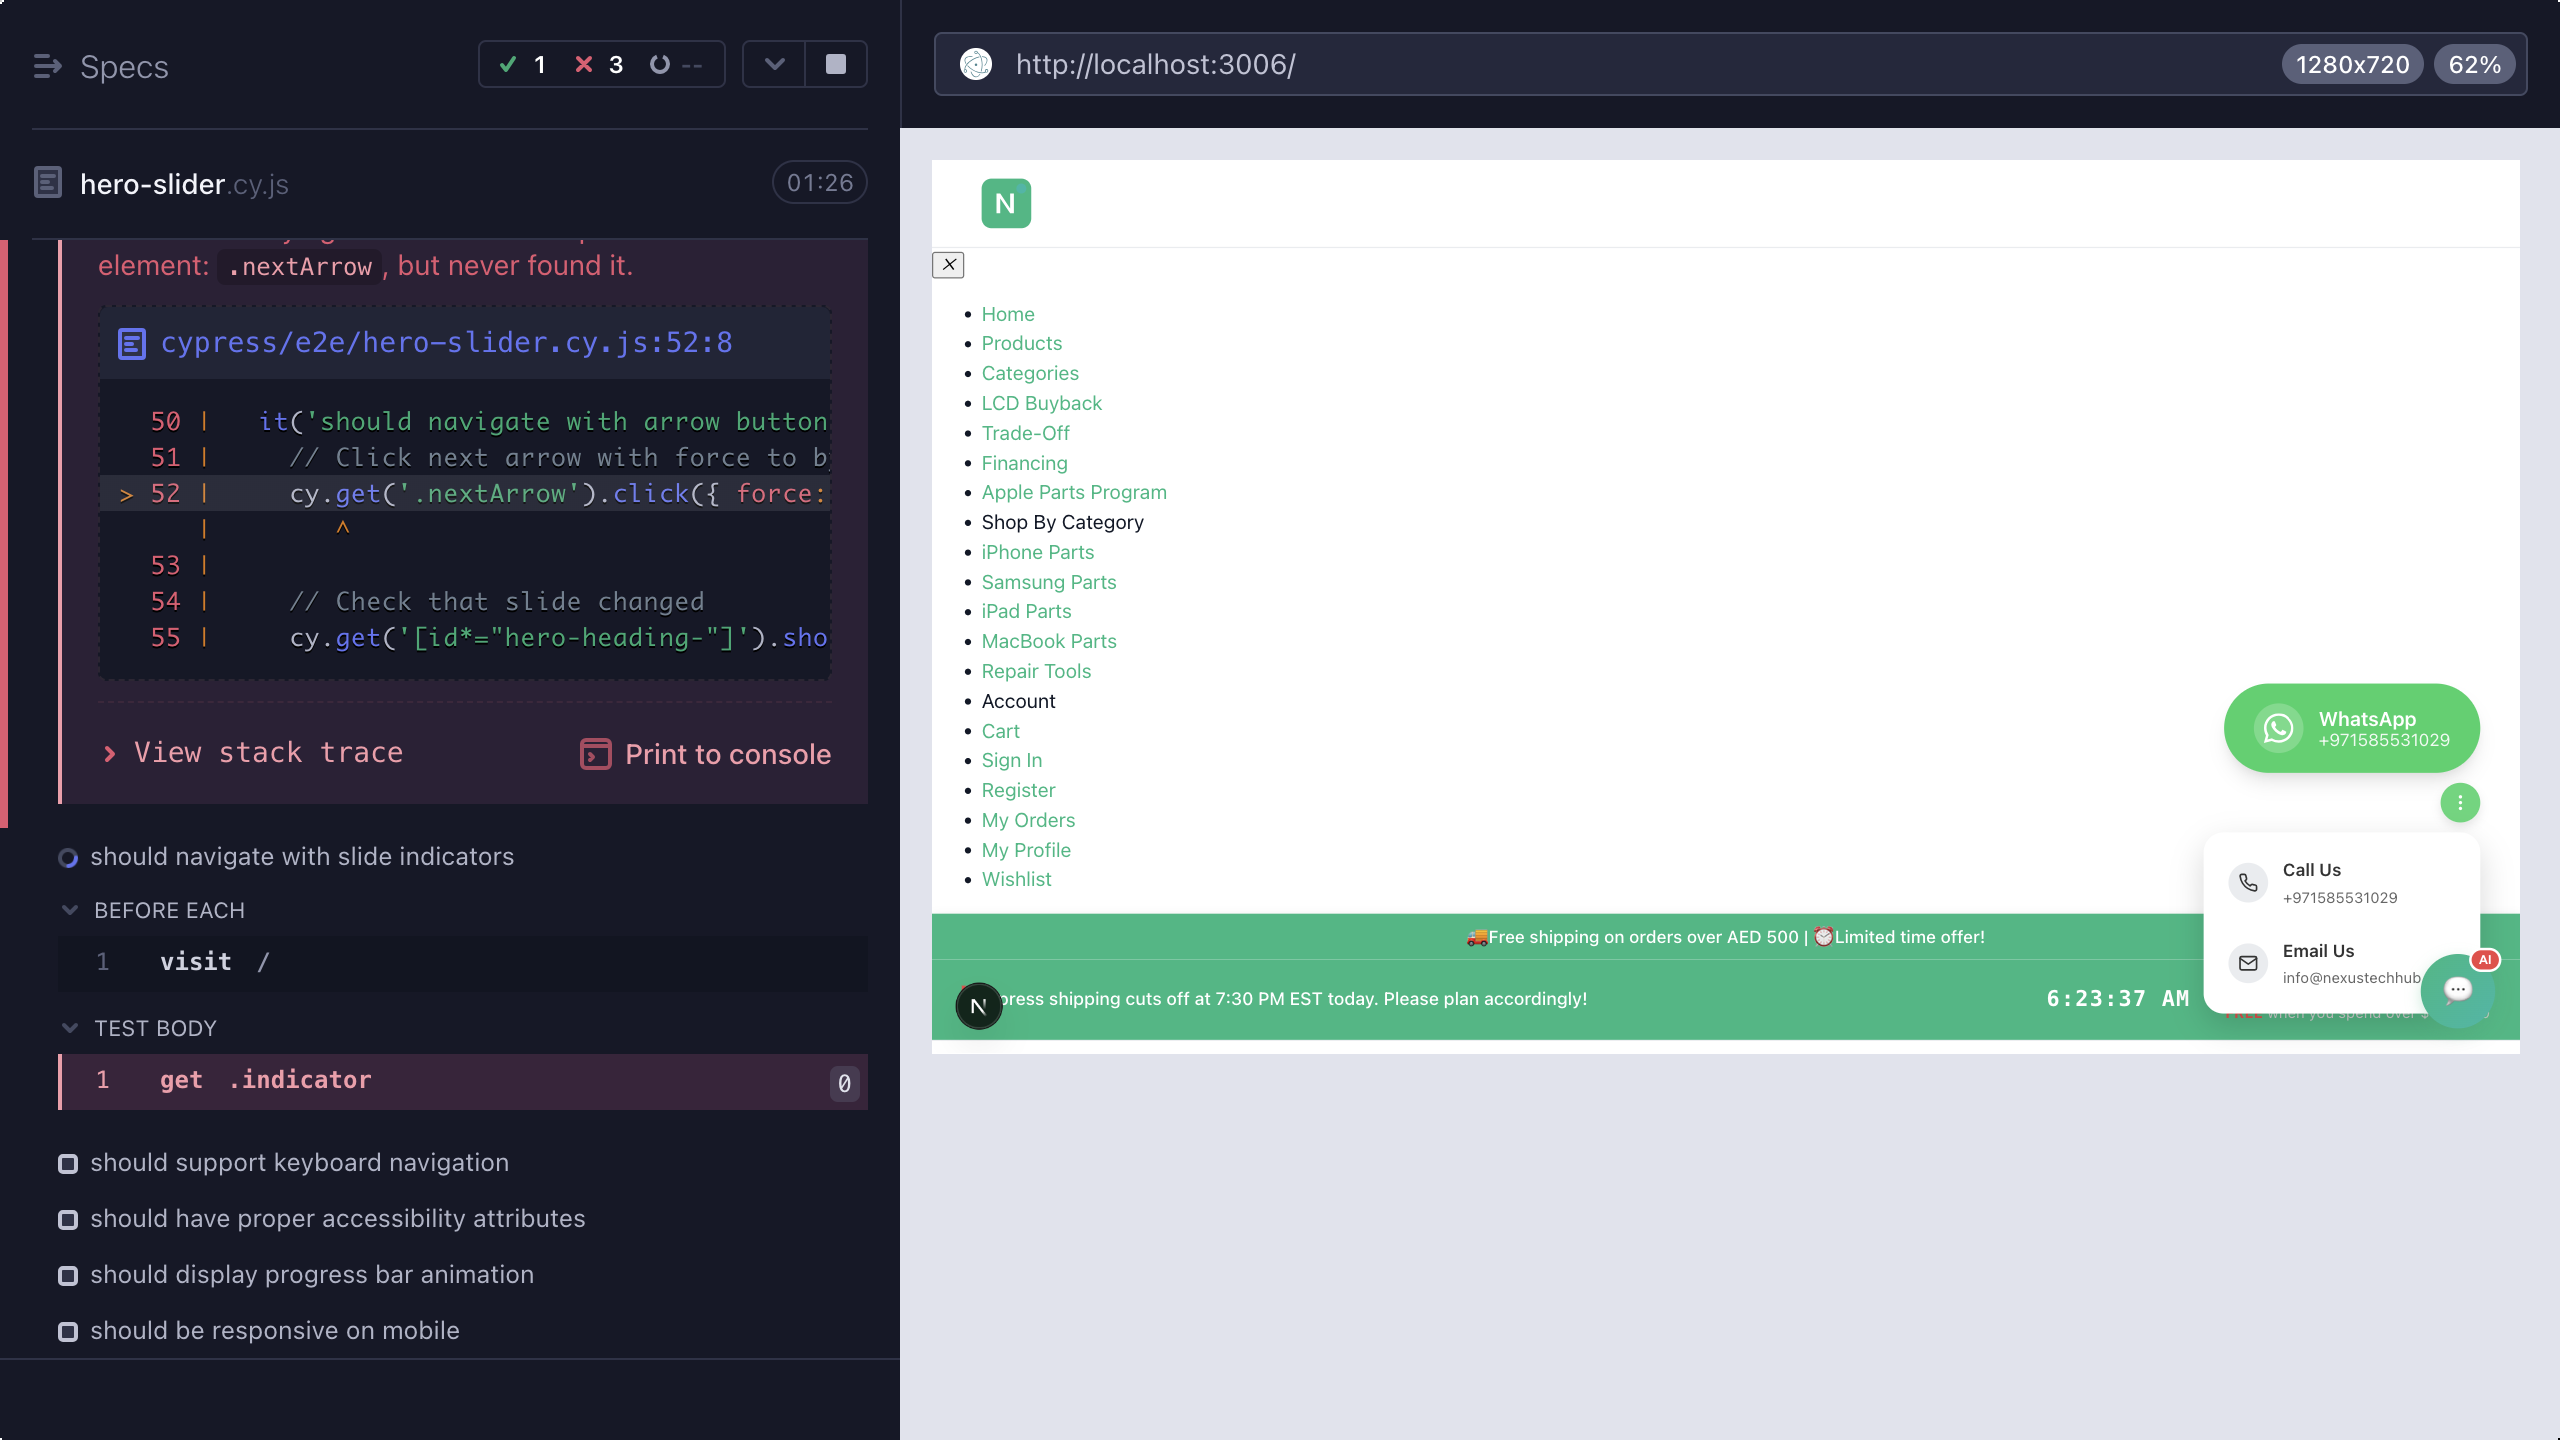 Specs
1
3
--
hero-slider.cy.js
01:26
element: .nextArrow, but never found it.
cypress/e2e/hero-slider.cy.js:52:8
50 | it('should navigate with arrow button
51 | // Click next arrow with force to b
> 52 | cy.get('.nextArrow').click({ force:
| ^
53 |
54 | // Check that slide changed
55 | cy.get('[id*="hero-heading-"]').sho
View stack trace
Print to console
should navigate with slide indicators
BEFORE EACH
1 visit /
TEST BODY
1 get .indicator 0
should support keyboard navigation
should have proper accessibility attributes
should display progress bar animation
should be responsive on mobile
http://localhost:3006/
1280x720
62%
N
Home
Products
Categories
LCD Buyback
Trade-Off
Financing
Apple Parts Program
Shop By Category
iPhone Parts
Samsung Parts
iPad Parts
MacBook Parts
Repair Tools
Account
Cart
Sign In
Register
My Orders
My Profile
Wishlist
WhatsApp
+971585531029
Call Us
+971585531029
Email Us
info@nexustechhub
AI
🚚Free shipping on orders over AED 500 | ⏰Limited time offer!
N
press shipping cuts off at 7:30 PM EST today. Please plan accordingly!
6:23:37 AM
FREE when you spend over $